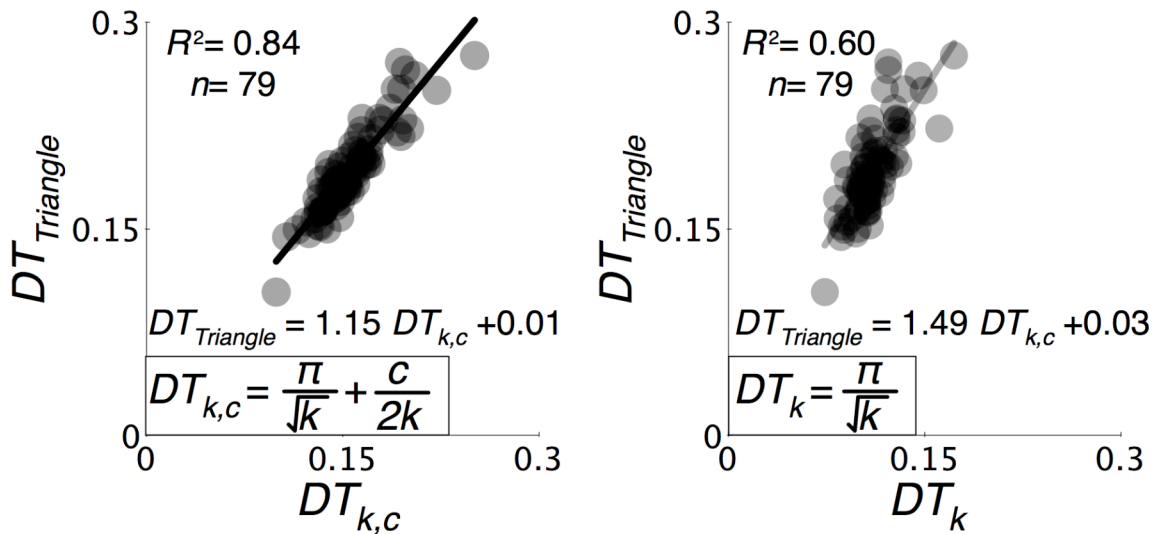 0.3
R²= 0.84
n= 79
DT_Triangle
0.15
DT_Triangle = 1.15 DT_k,c +0.01
DT_k,c = π/√k + c/2k
0
0
0.15
0.3
DT_k,c
0.3
R²= 0.60
n= 79
DT_Triangle
0.15
DT_Triangle = 1.49 DT_k,c +0.03
DT_k = π/√k
0
0
0.15
0.3
DT_k